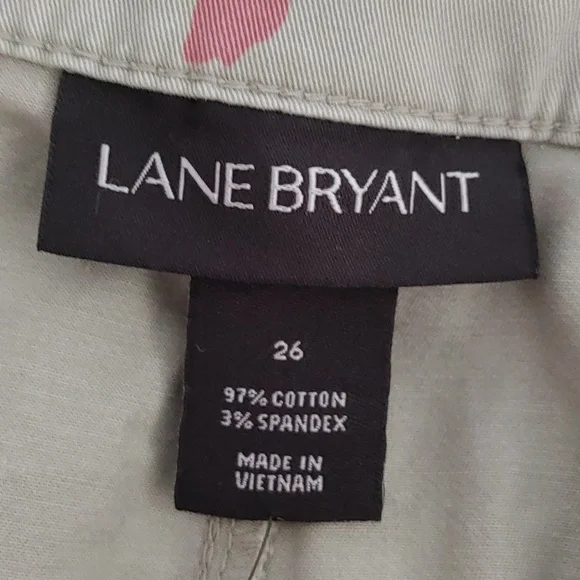 LANE BRYANT
26
97% COTTON
3% SPANDEX
MADE IN
VIETNAM